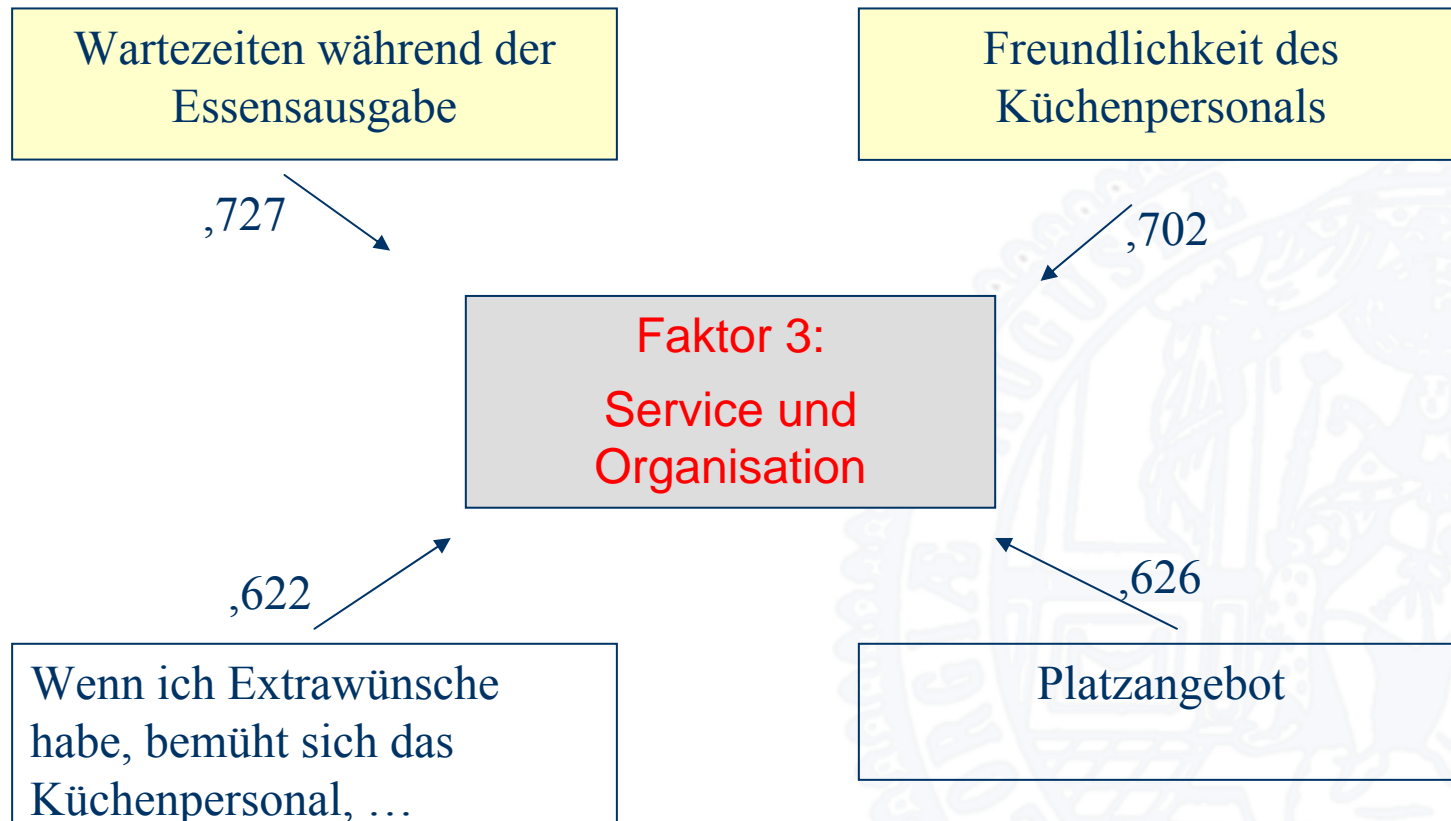 Wartezeiten während der
Essensausgabe
Freundlichkeit des
Küchenpersonals
,727
,702
Faktor 3:
Service und
Organisation
,622
,626
Wenn ich Extrawünsche
habe, bemüht sich das
Küchenpersonal, …
Platzangebot